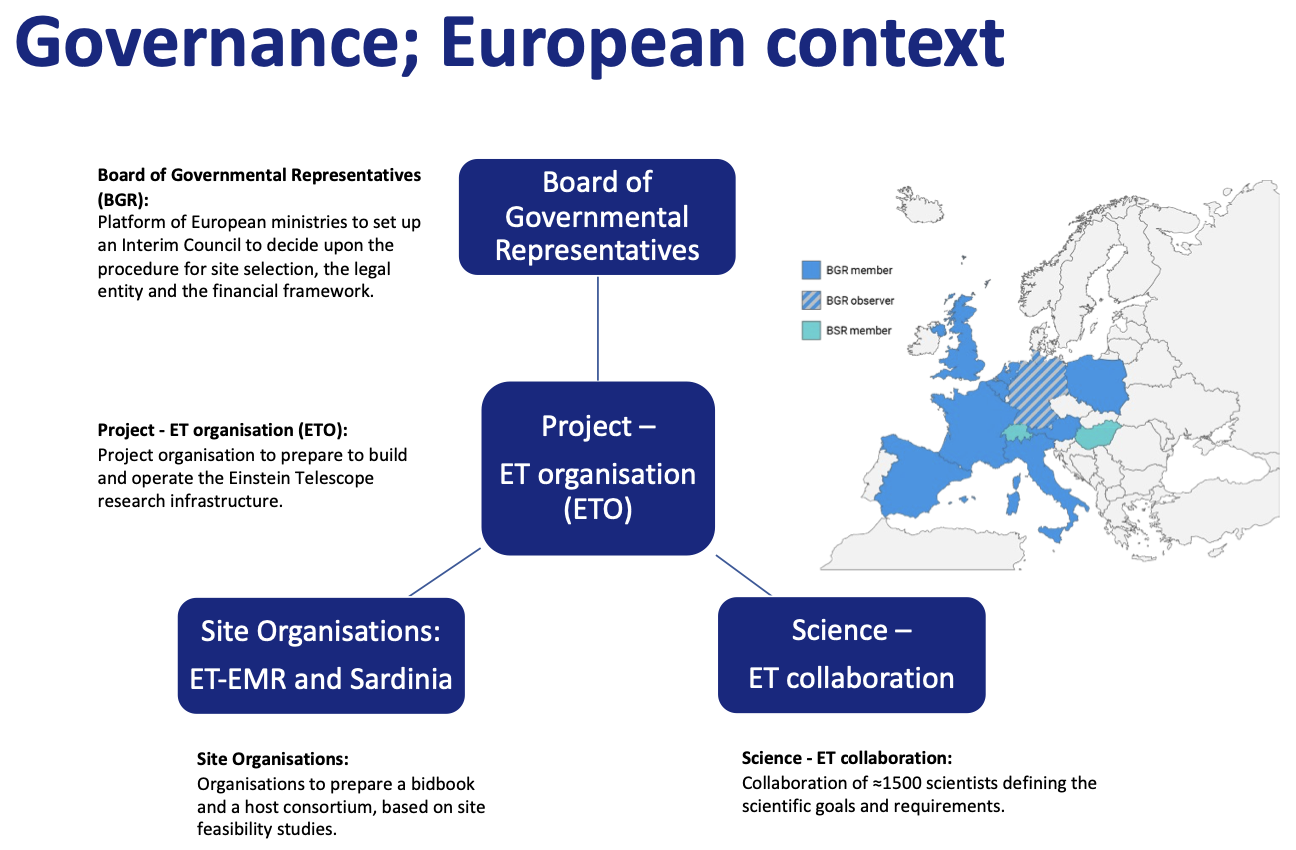 Governance; European context
Board of Governmental Representatives
(BGR):
Platform of European ministries to set up
an Interim Council to decide upon the
procedure for site selection, the legal
entity and the financial framework.
Board of
Governmental
Representatives
BGR member
BGR observer
BSR member
Project - ET organisation (ETO):
Project organisation to prepare to build
and operate the Einstein Telescope
research infrastructure.
Project –
ET organisation
(ETO)
Site Organisations:
ET-EMR and Sardinia
Science –
ET collaboration
Site Organisations:
Organisations to prepare a bidbook
and a host consortium, based on site
feasibility studies.
Science - ET collaboration:
Collaboration of ≈1500 scientists defining the
scientific goals and requirements.